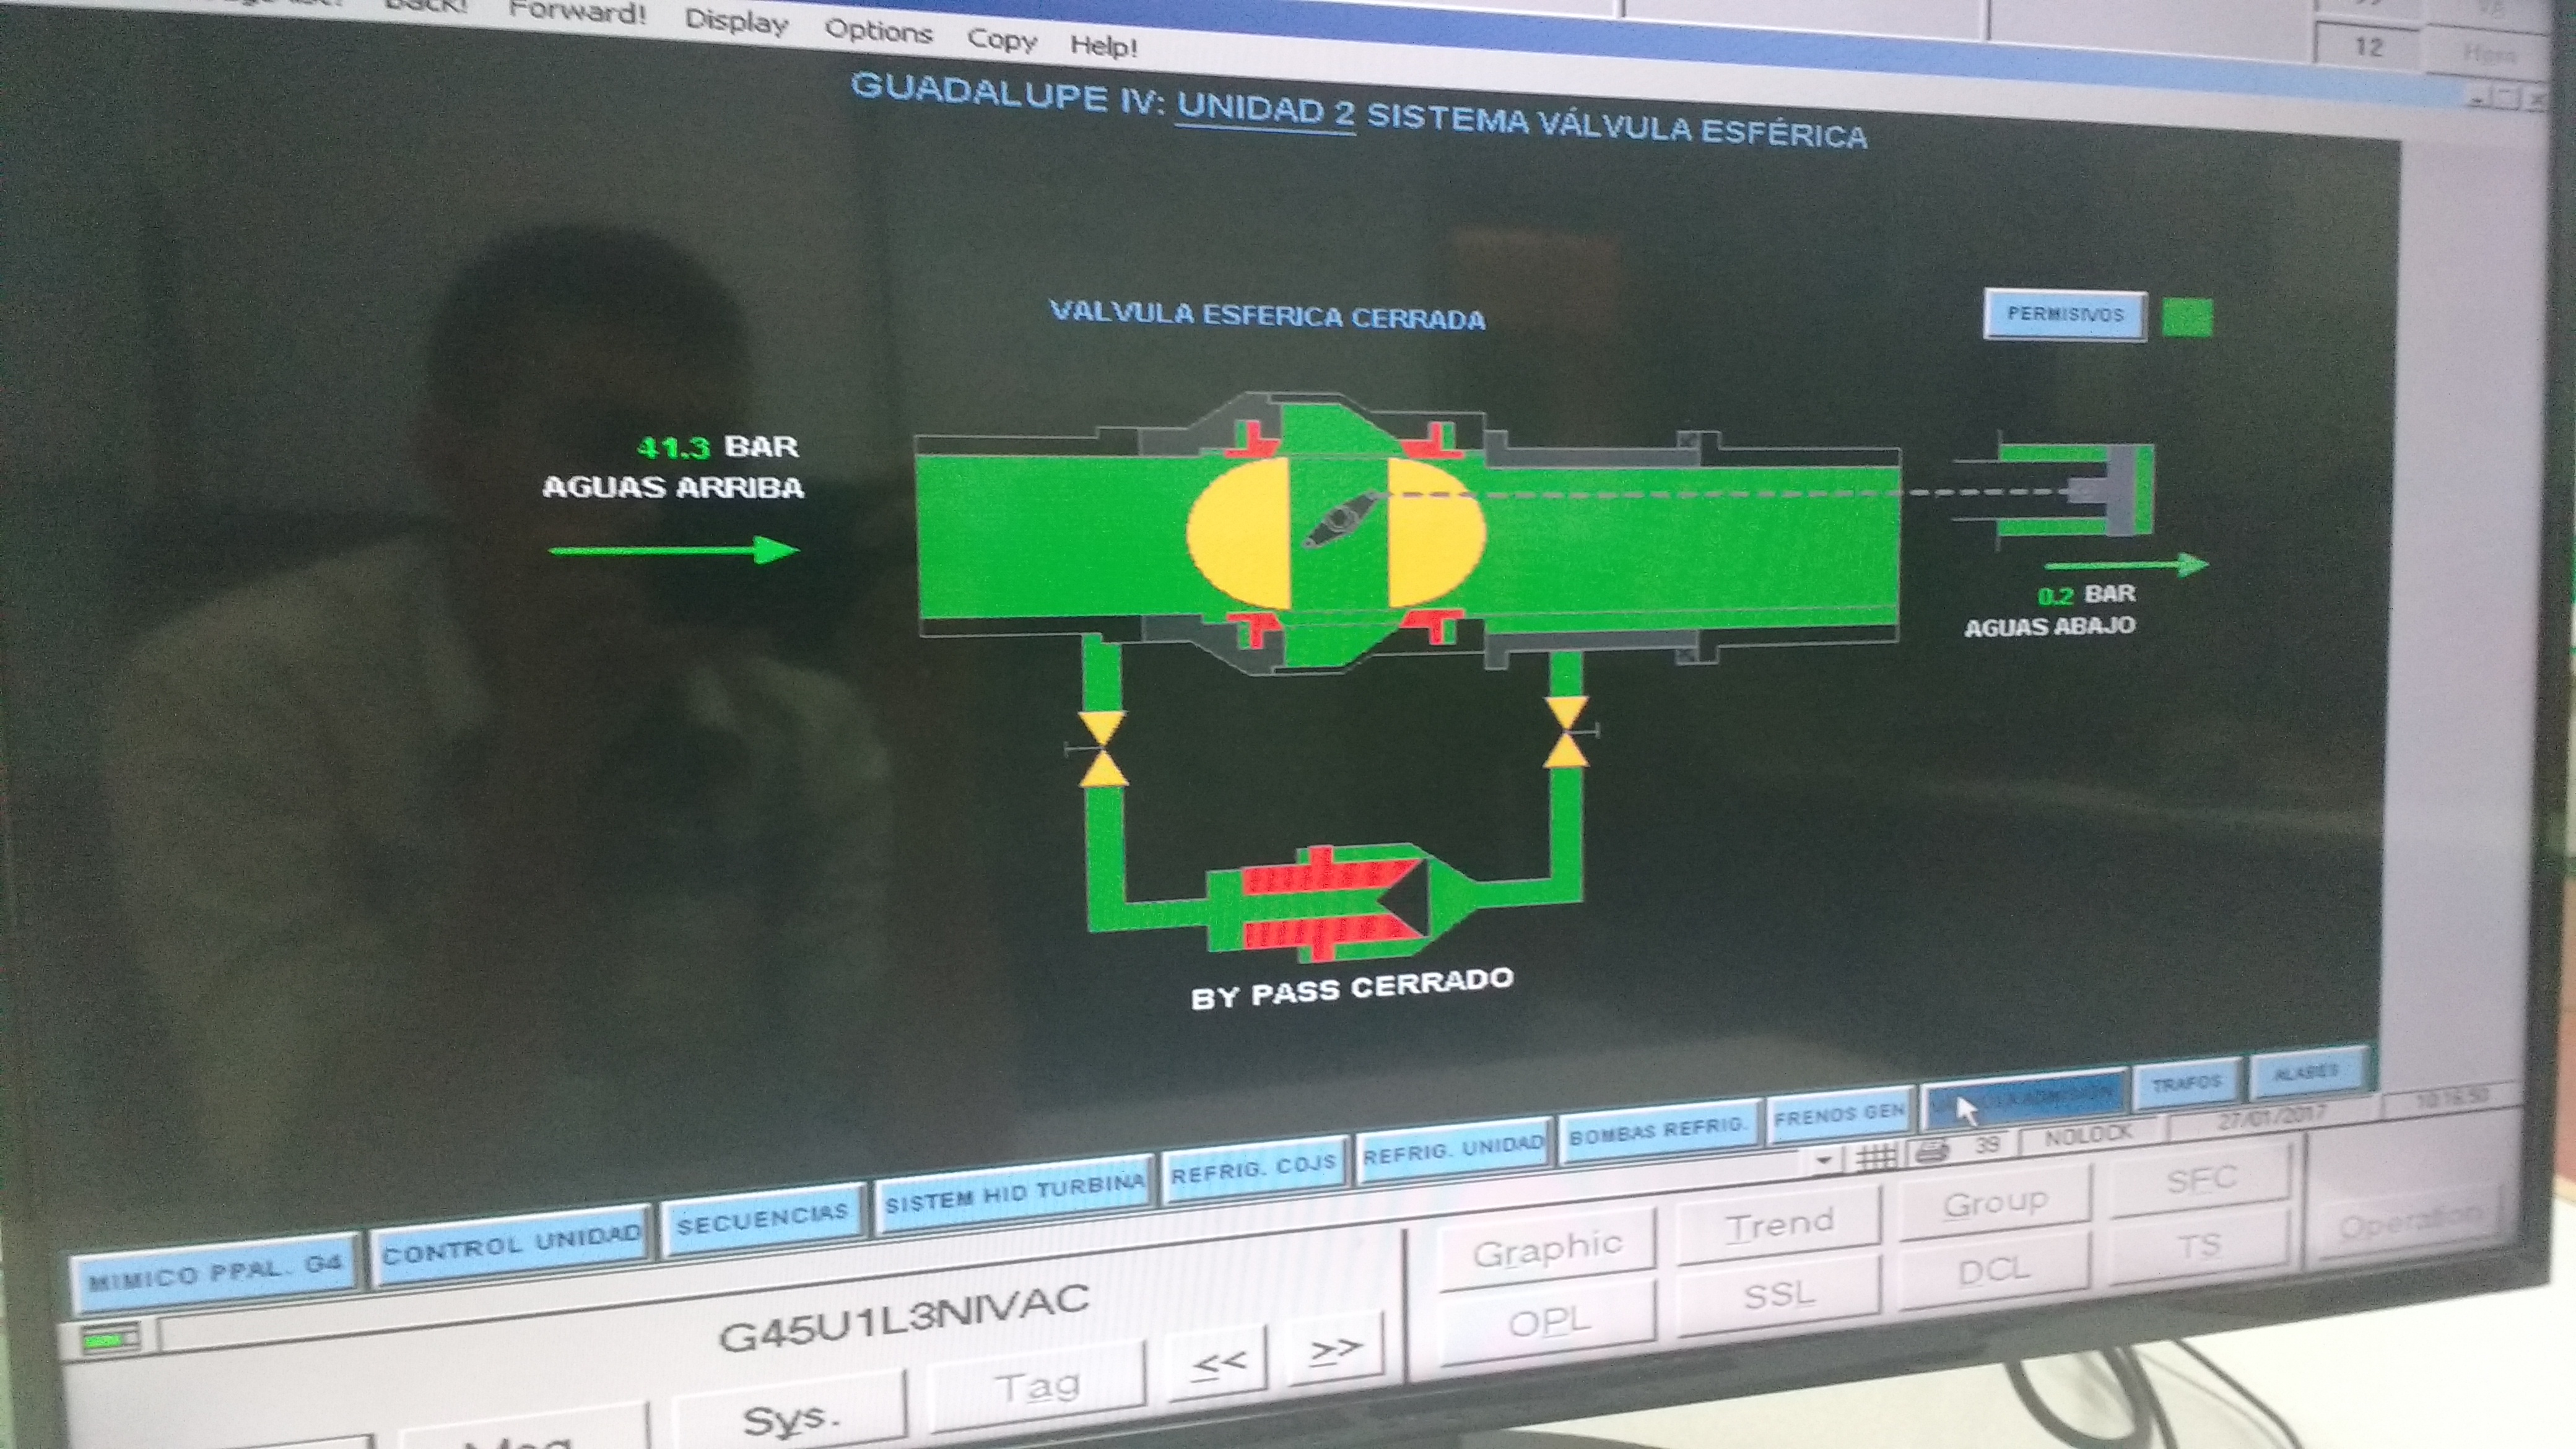 Back! Forward! Display Options Copy Help!
12
Hora
GUADALUPE IV: UNIDAD 2 SISTEMA VÁLVULA ESFÉRICA
VALVULA ESFERICA CERRADA
PERMISIVOS
41.3 BAR
AGUAS ARRIBA
0.2 BAR
AGUAS ABAJO
BY PASS CERRADO
MIMICO PPAL. G4 CONTROL UNIDAD SECUENCIAS SISTEM HID TURBINA REFRIG. COJS REFRIG. UNIDAD BOMBAS REFRIG. FRENOS GEN TRAFOS ALABES
39 NOLOCK 27/01/2017
G45U1L3NIVAC
Graphic Trend Group SFC
Operation
OPL SSL DCL TS
Sys. Tag << >>